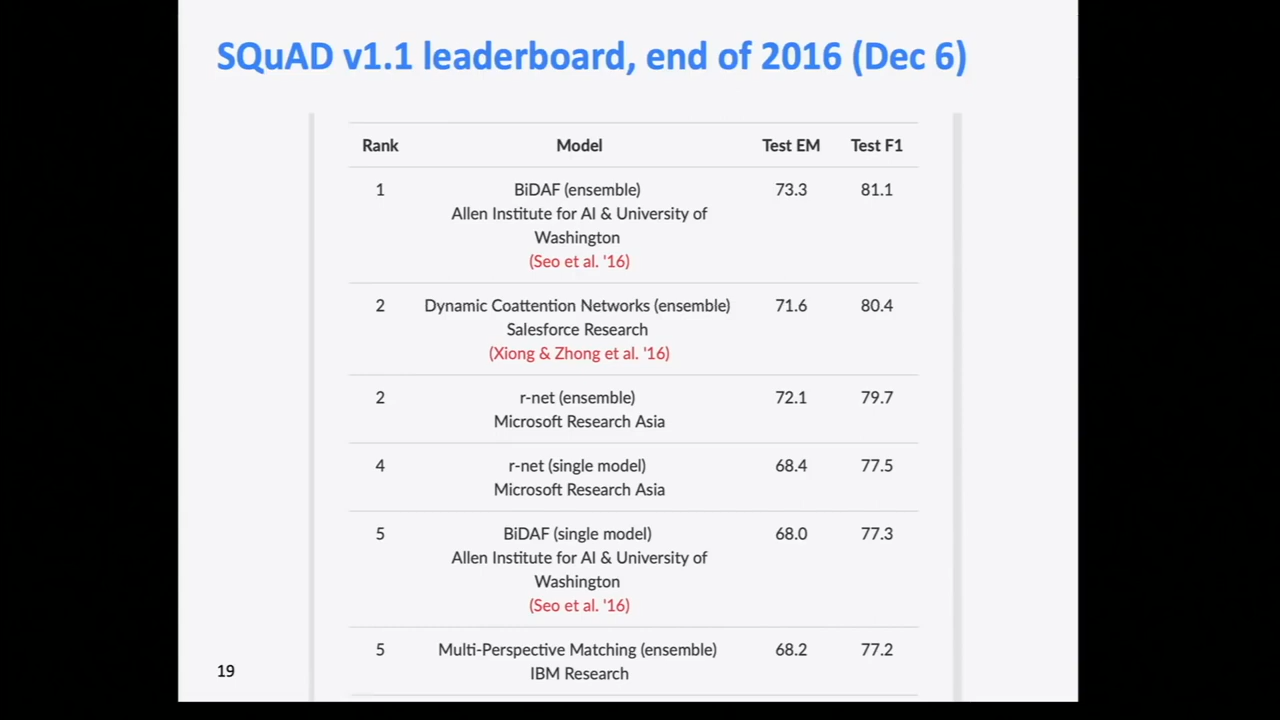 SQuAD v1.1 leaderboard, end of 2016 (Dec 6)
Rank Model Test EM Test F1
1 BiDAF (ensemble) 73.3 81.1
Allen Institute for AI & University of
Washington
(Seo et al. '16)
2 Dynamic Coattention Networks (ensemble) 71.6 80.4
Salesforce Research
(Xiong & Zhong et al. '16)
2 r-net (ensemble) 72.1 79.7
Microsoft Research Asia
4 r-net (single model) 68.4 77.5
Microsoft Research Asia
5 BiDAF (single model) 68.0 77.3
Allen Institute for AI & University of
Washington
(Seo et al. '16)
5 Multi-Perspective Matching (ensemble) 68.2 77.2
IBM Research
19